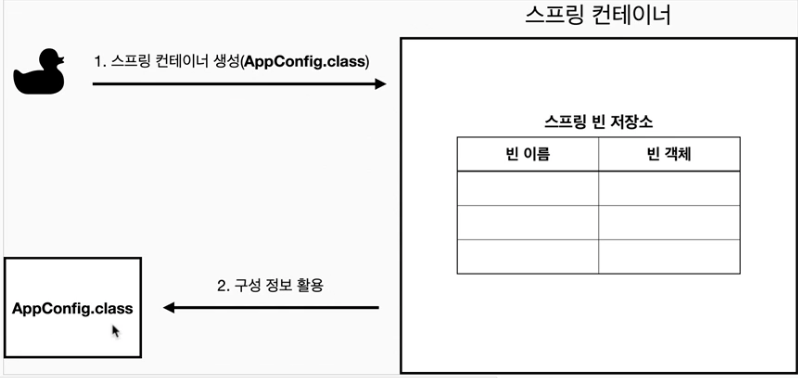 스프링 컨테이너
1. 스프링 컨테이너 생성(AppConfig.class)
스프링 빈 저장소
빈 이름
빈 객체
2. 구성 정보 활용
AppConfig.class